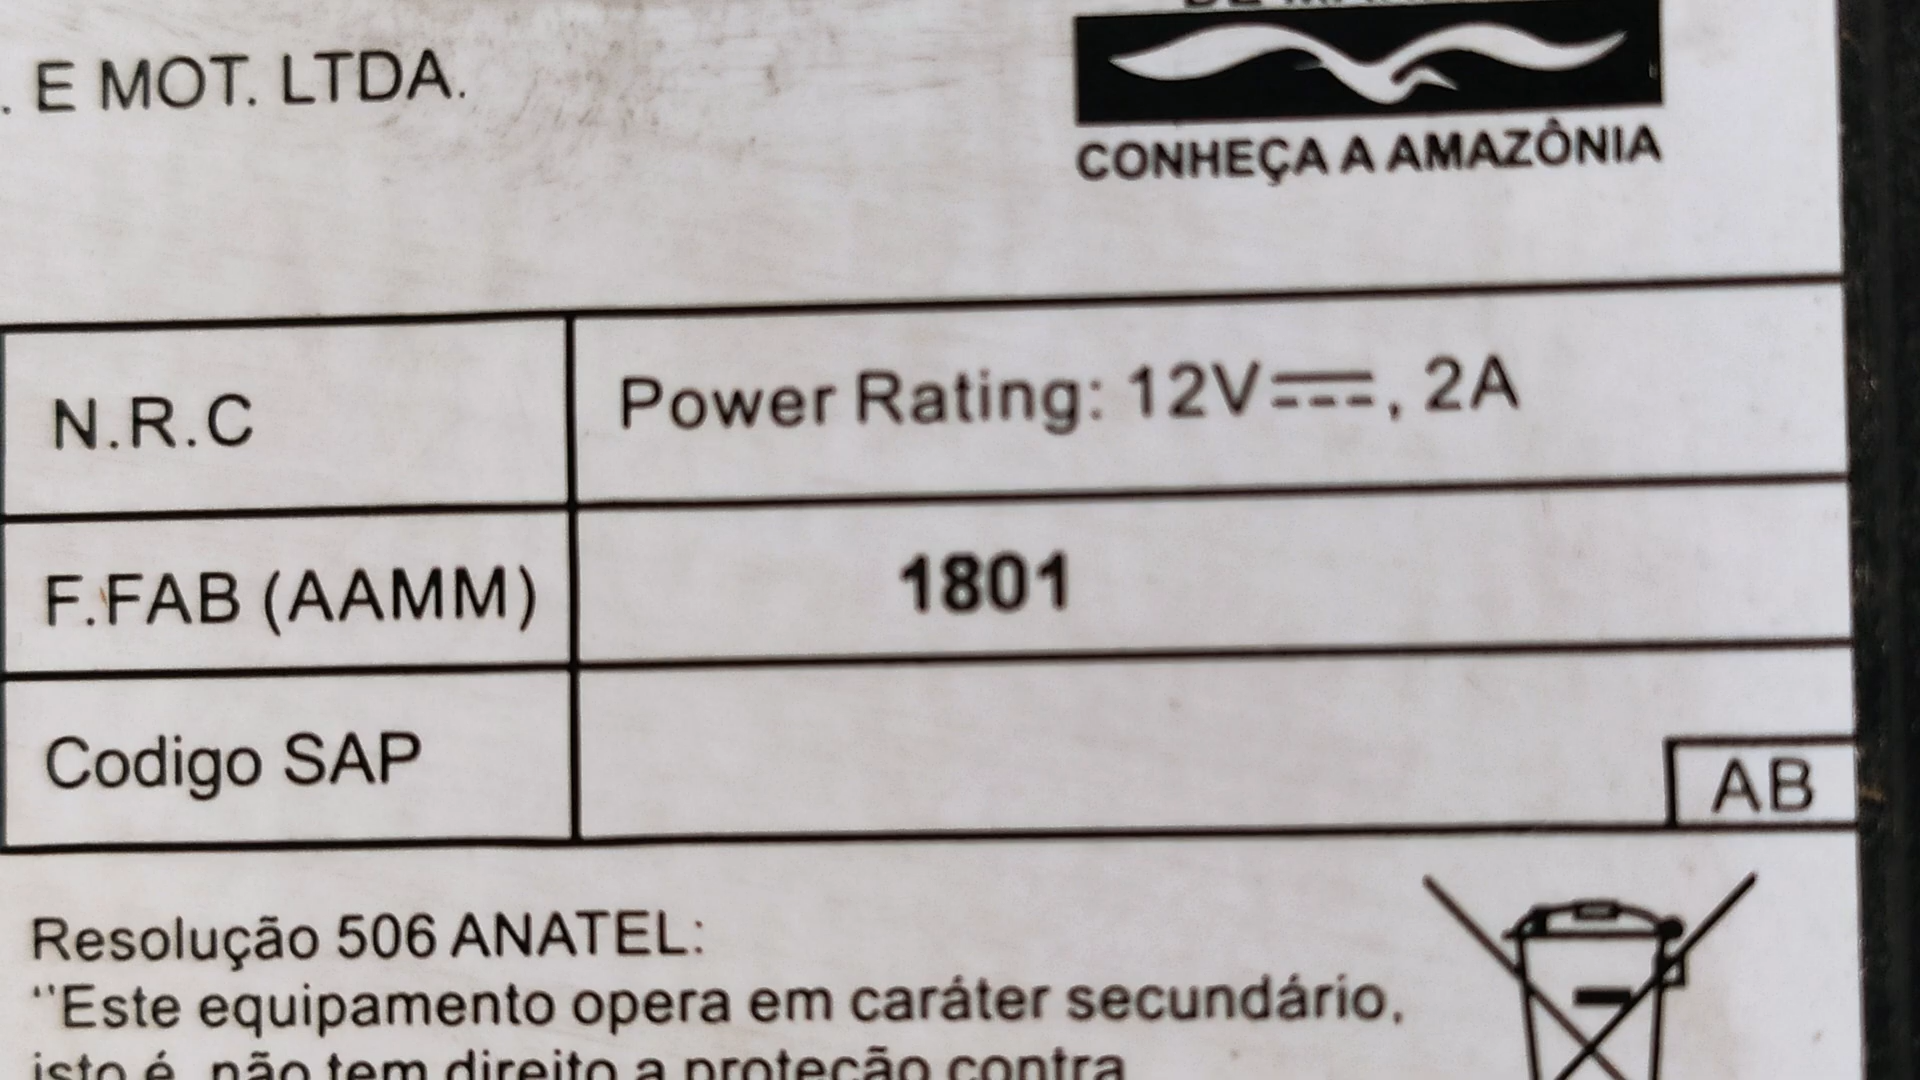 . E MOT. LTDA.
CONHEÇA A AMAZÔNIA
N.R.C
Power Rating: 12V⎓, 2A
F.FAB (AAMM)
1801
Codigo SAP
AB
Resolução 506 ANATEL:
‘'Este equipamento opera em caráter secundário,
isto é, não tem direito a proteção contra